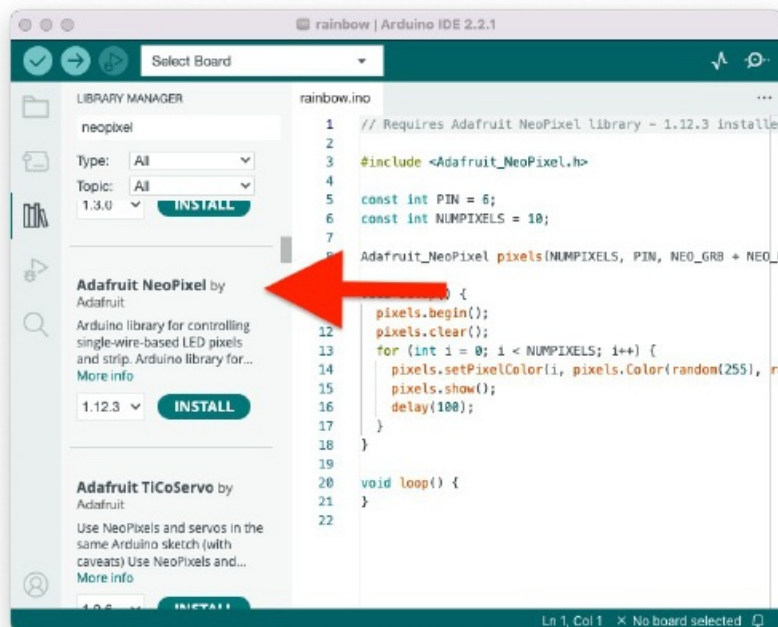 rainbow | Arduino IDE 2.2.1
Select Board
LIBRARY MANAGER
neopixel
Type: All
Topic: All
1.3.0 INSTALL
Adafruit NeoPixel by
Adafruit
Arduino library for controlling
single-wire-based LED pixels
and strip. Arduino library for...
More info
1.12.3 INSTALL
Adafruit TiCoServo by
Adafruit
Use NeoPixels and servos in the
same Arduino sketch (with
caveats) Use NeoPixels and...
More info
INSTALL
rainbow.ino
...
1 // Requires Adafruit NeoPixel library - 1.12.3 installe
2
3 #include <Adafruit_NeoPixel.h>
4
5 const int PIN = 6;
6 const int NUMPIXELS = 10;
7
Adafruit_NeoPixel pixels(NUMPIXELS, PIN, NEO_GRB + NEO_
) {
pixels.begin();
12 pixels.clear();
13 for (int i = 0; i < NUMPIXELS; i++) {
14 pixels.setPixelColor(i, pixels.Color(random(255), r
15 pixels.show();
16 delay(100);
17 }
18 }
19
20 void loop() {
21 }
22
Ln 1, Col 1 × No board selected